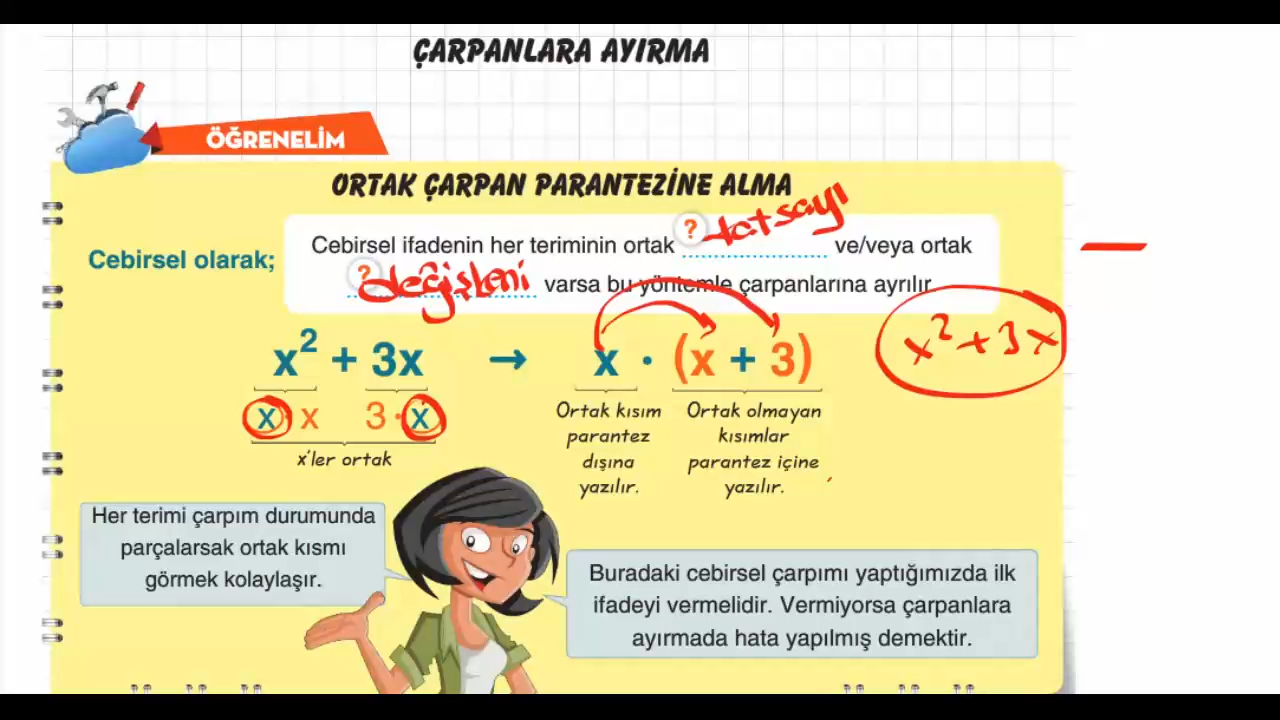 ÇARPANLARA AYIRMA
ÖĞRENELİM
ORTAK ÇARPAN PARANTEZİNE ALMA
Cebirsel olarak;
Cebirsel ifadenin her teriminin ortak ? katsayı ve/veya ortak
? değişkeni varsa bu yöntemle çarpanlarına ayrılır.
x² + 3x → x · (x + 3)
x² + 3x
x · x 3 · x
x'ler ortak
Ortak kısım
parantez
dışına
yazılır.
Ortak olmayan
kısımlar
parantez içine
yazılır.
Her terimi çarpım durumunda
parçalarsak ortak kısmı
görmek kolaylaşır.
Buradaki cebirsel çarpımı yaptığımızda ilk
ifadeyi vermelidir. Vermiyorsa çarpanlara
ayırmada hata yapılmış demektir.